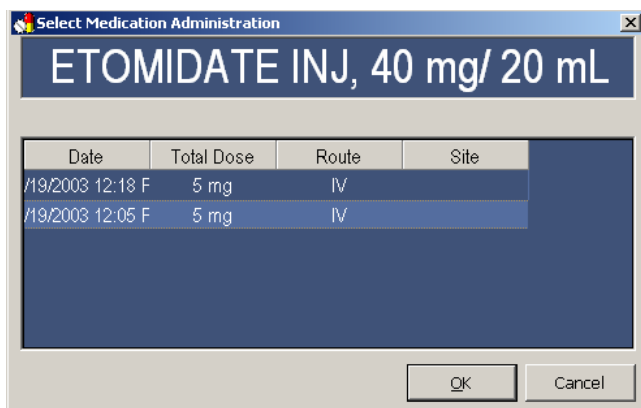 Select Medication Administration
ETOMIDATE INJ, 40 mg/ 20 mL
Date Total Dose Route Site
/19/2003 12:18 F 5 mg IV
/19/2003 12:05 F 5 mg IV
OK Cancel